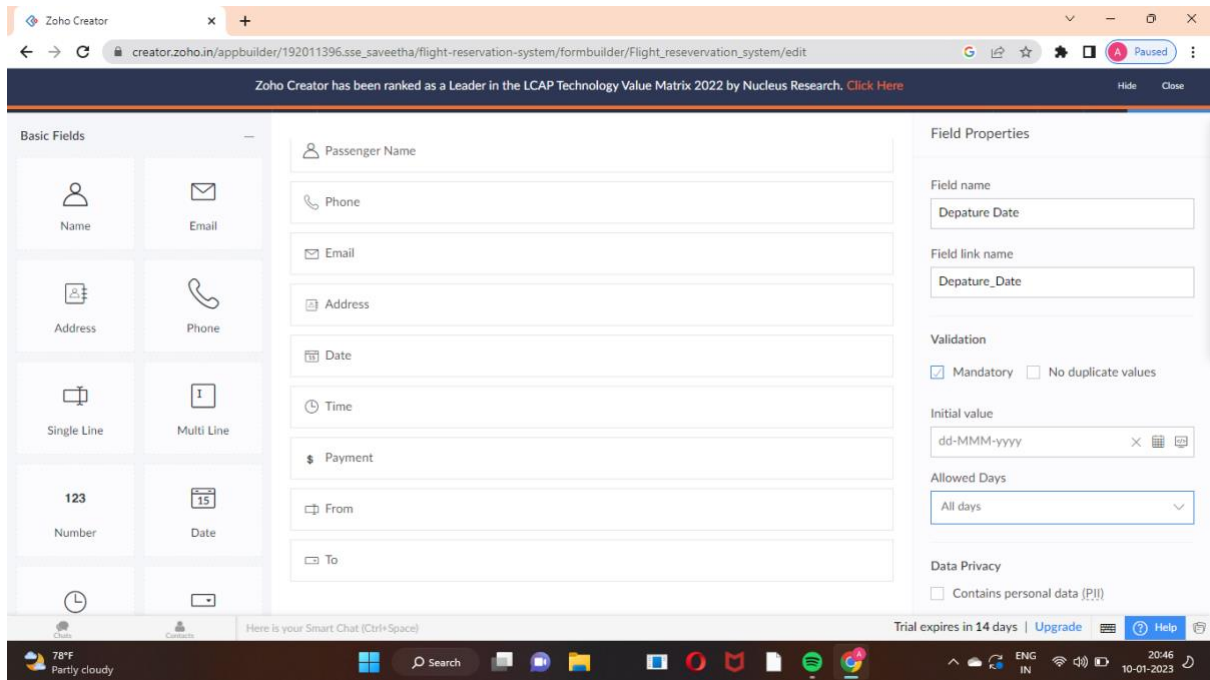 Zoho Creator
creator.zoho.in/appbuilder/192011396.sse_saveetha/flight-reservation-system/formbuilder/Flight_resevervation_system/edit
A Paused
Zoho Creator has been ranked as a Leader in the LCAP Technology Value Matrix 2022 by Nucleus Research. Click Here
Hide Close
Basic Fields
Name Email
Address Phone
Single Line Multi Line
123 15
Number Date
Passenger Name
Phone
Email
Address
Date
Time
$ Payment
From
To
Field Properties
Field name
Depature Date
Field link name
Depature_Date
Validation
Mandatory No duplicate values
Initial value
dd-MMM-yyyy
Allowed Days
All days
Data Privacy
Contains personal data (PII)
Chats Contacts Here is your Smart Chat (Ctrl+Space)
Trial expires in 14 days | Upgrade ? Help
78°F
Partly cloudy
Search
ENG
IN
20:46
10-01-2023